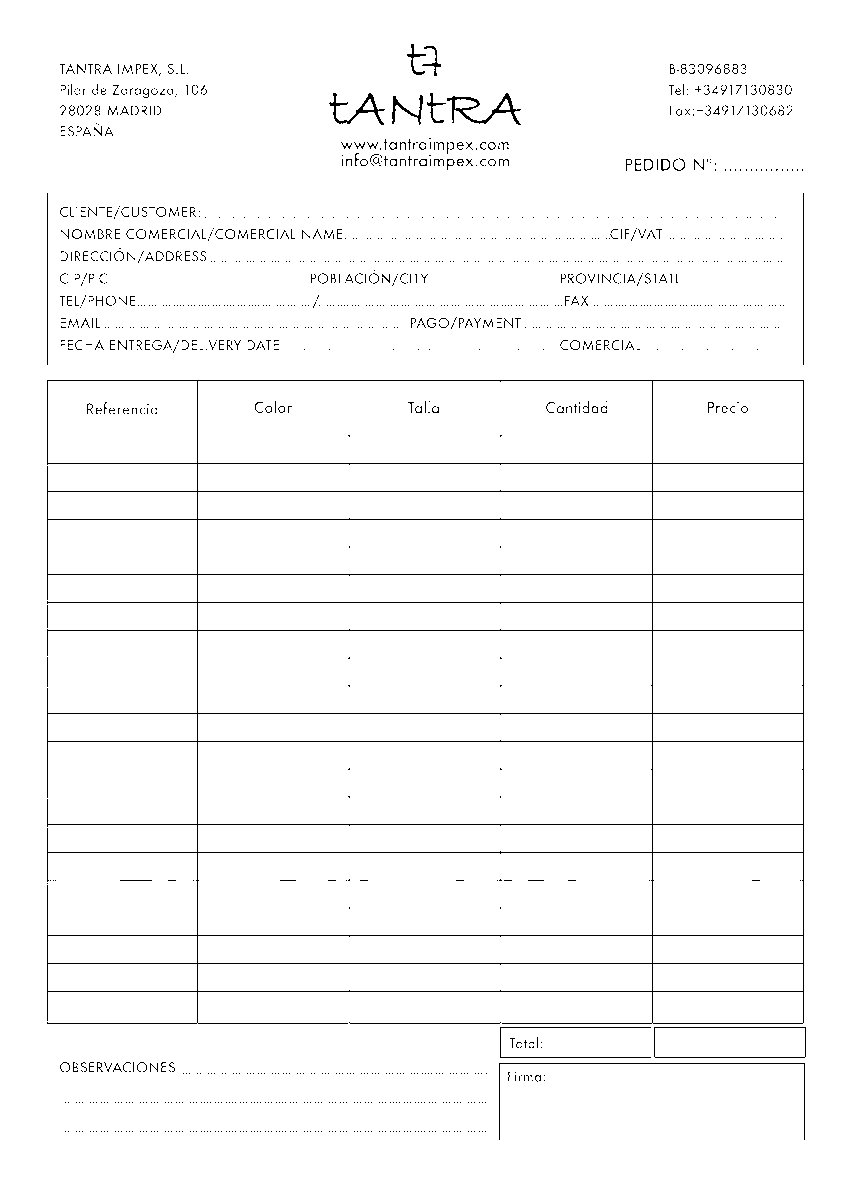 TANTRA IMPEX, S.L.
Pilar de Zaragoza, 106
28028 MADRID
ESPAÑA
tANtRA
www.tantraimpex.com
info@tantraimpex.com
B-83096883
Tel: +34917130830
Fax:+34917130682
PEDIDO Nº: ................
CLIENTE/CUSTOMER:
NOMBRE COMERCIAL/COMERCIAL NAME CIF/VAT
DIRECCIÓN/ADDRESS
C.P/P.C POBLACIÓN/CITY PROVINCIA/STATE
TEL/PHONE / FAX
EMAIL PAGO/PAYMENT
FECHA ENTREGA/DELIVERY DATE COMERCIAL
Referencia Color Talla Cantidad Precio
Total:
OBSERVACIONES
Firma: